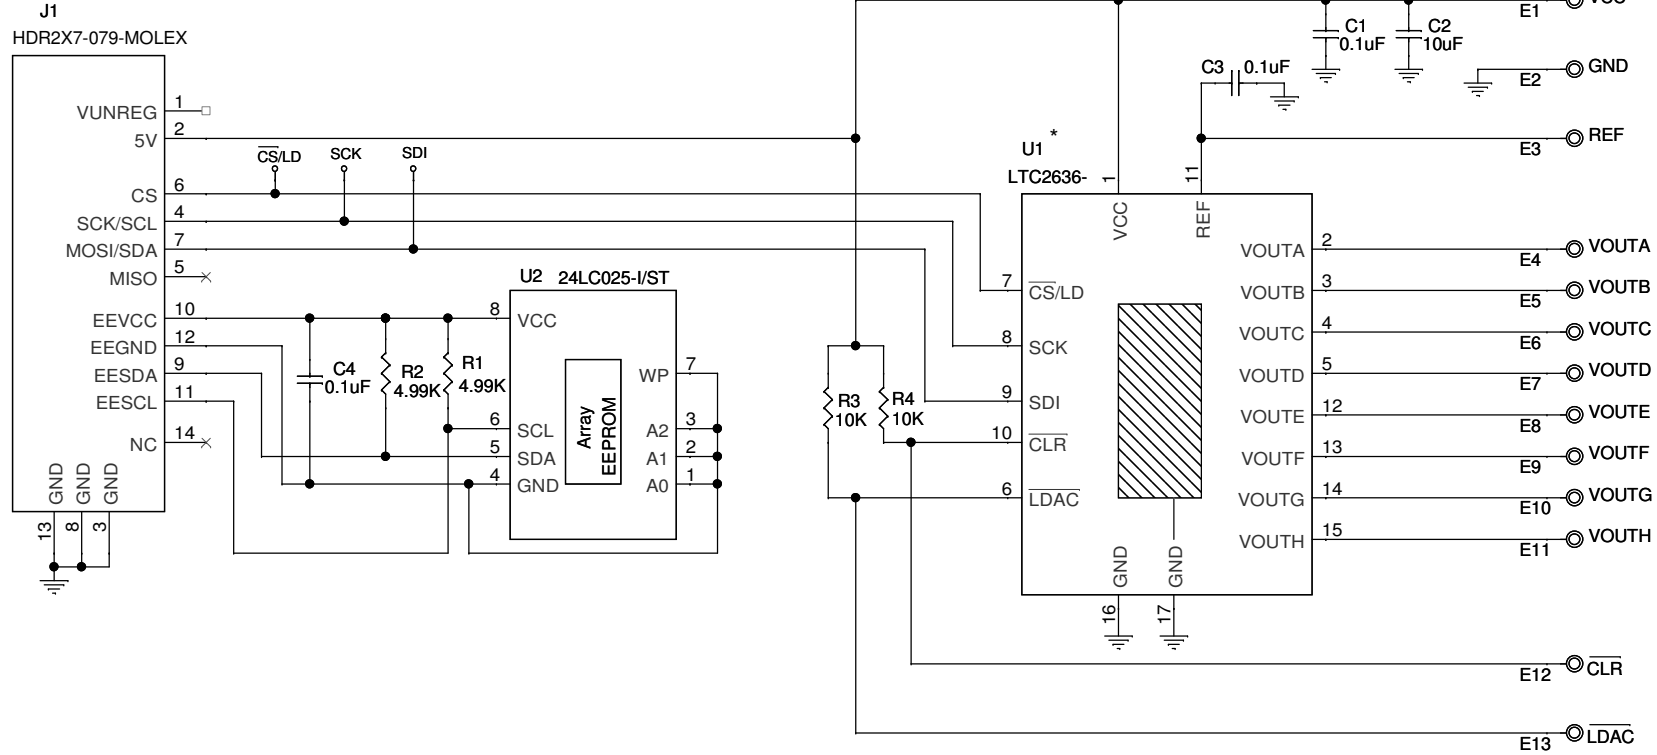 J1
HDR2X7-079-MOLEX
VUNREG 1
5V 2
CS 6
SCK/SCL 4
MOSI/SDA 7
MISO 5
EEVCC 10
EEGND 12
EESDA 9
EESCL 11
NC 14
GND GND GND
13 8 3
CS/LD SCK SDI
C4
0.1uF
R2
4.99K
R1
4.99K
U2 24LC025-I/ST
8 VCC
6 SCL
5 SDA
4 GND
Array
EEPROM
WP 7
A2 3
A1 2
A0 1
R3
10K
R4
10K
U1 *
LTC2636-
1 11
VCC REF
7 CS/LD
8 SCK
9 SDI
10 CLR
6 LDAC
GND GND
16 17
VOUTA 2
VOUTB 3
VOUTC 4
VOUTD 5
VOUTE 12
VOUTF 13
VOUTG 14
VOUTH 15
C3 0.1uF
C1
0.1uF
C2
10uF
E1 VCC
E2 GND
E3 REF
E4 VOUTA
E5 VOUTB
E6 VOUTC
E7 VOUTD
E8 VOUTE
E9 VOUTF
E10 VOUTG
E11 VOUTH
E12 CLR
E13 LDAC